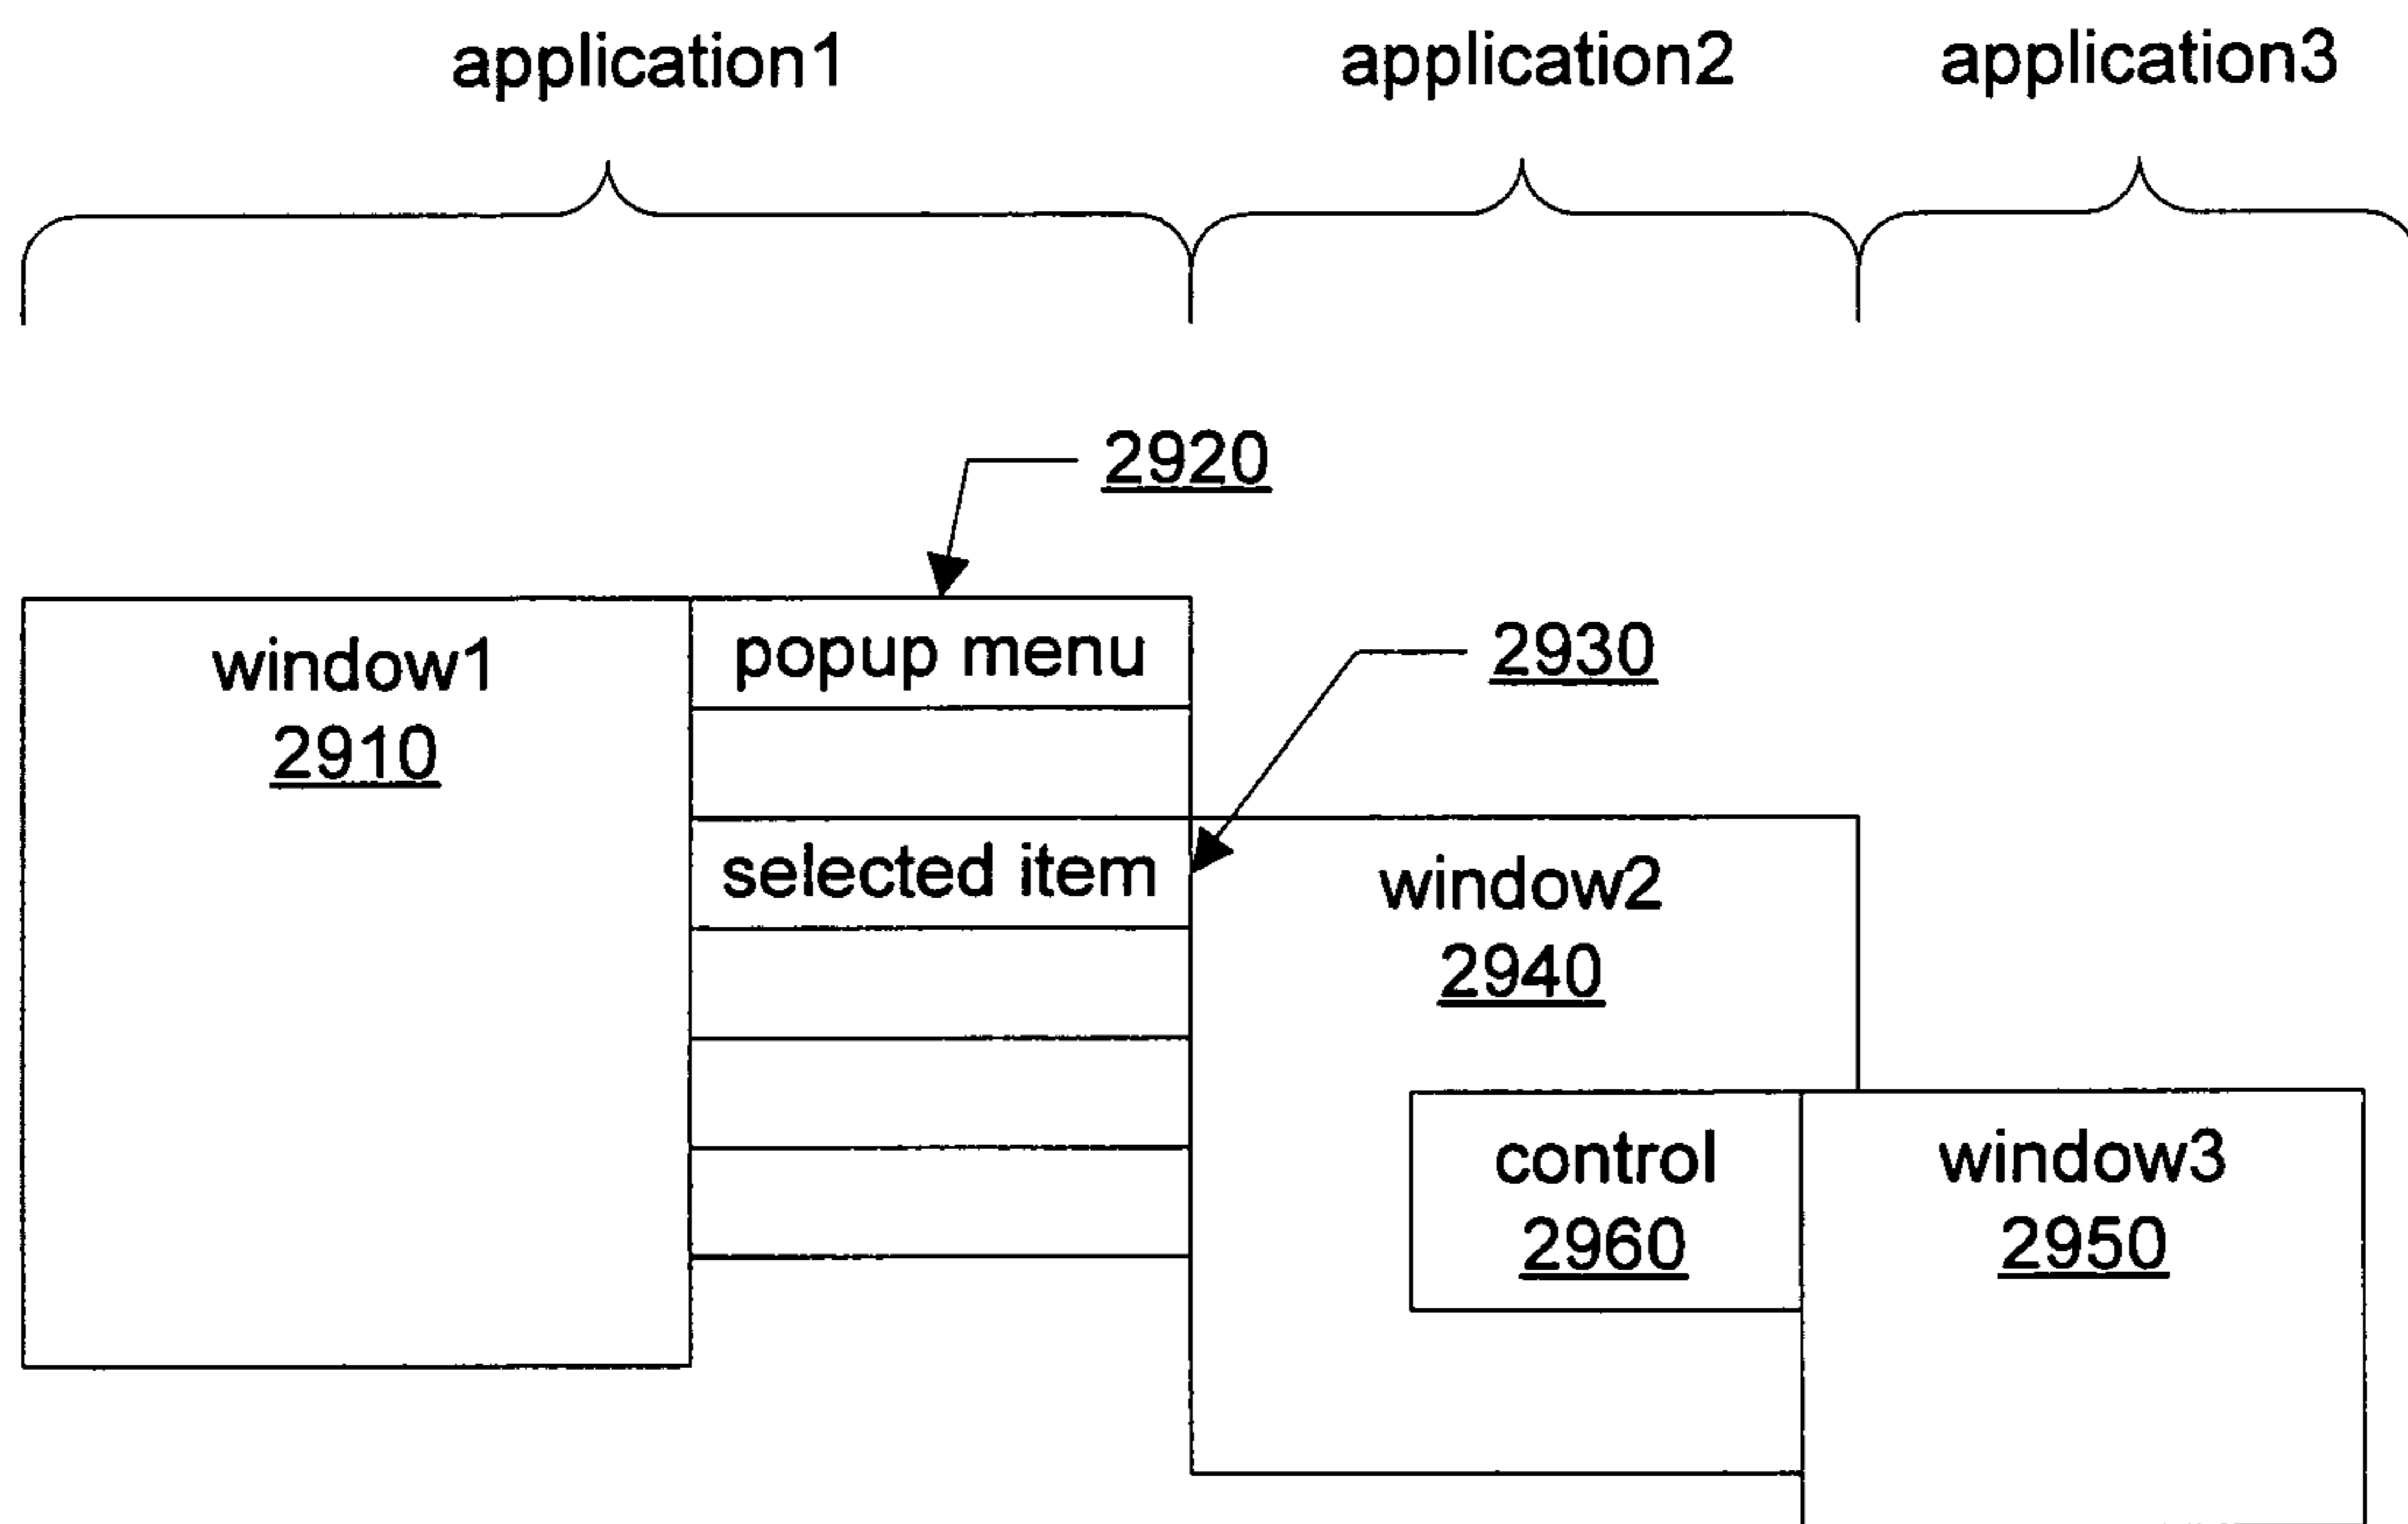 application1
application2
application3
2920
window1
2910
popup menu
2930
selected item
window2
2940
control
2960
window3
2950